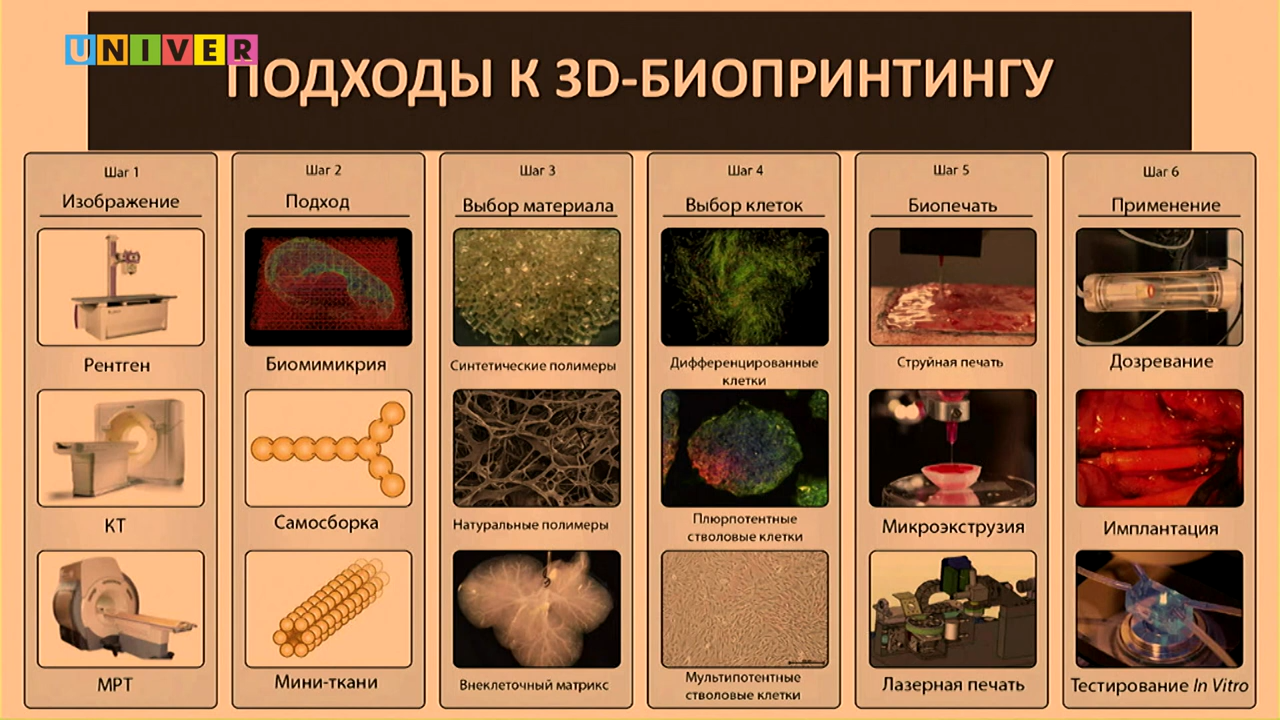 UNIVER
ПОДХОДЫ К 3D-БИОПРИНТИНГУ
Шаг 1
Изображение
Рентген
КТ
МРТ
Шаг 2
Подход
Биомимикрия
Самосборка
Мини-ткани
Шаг 3
Выбор материала
Синтетические полимеры
Натуральные полимеры
Внеклеточный матрикс
Шаг 4
Выбор клеток
Дифференцированные
клетки
Плюрпотентные
стволовые клетки
Мультипотентные
стволовые клетки
Шаг 5
Биопечать
Струйная печать
Микроэкструзия
Лазерная печать
Шаг 6
Применение
Дозревание
Имплантация
Тестирование In Vitro